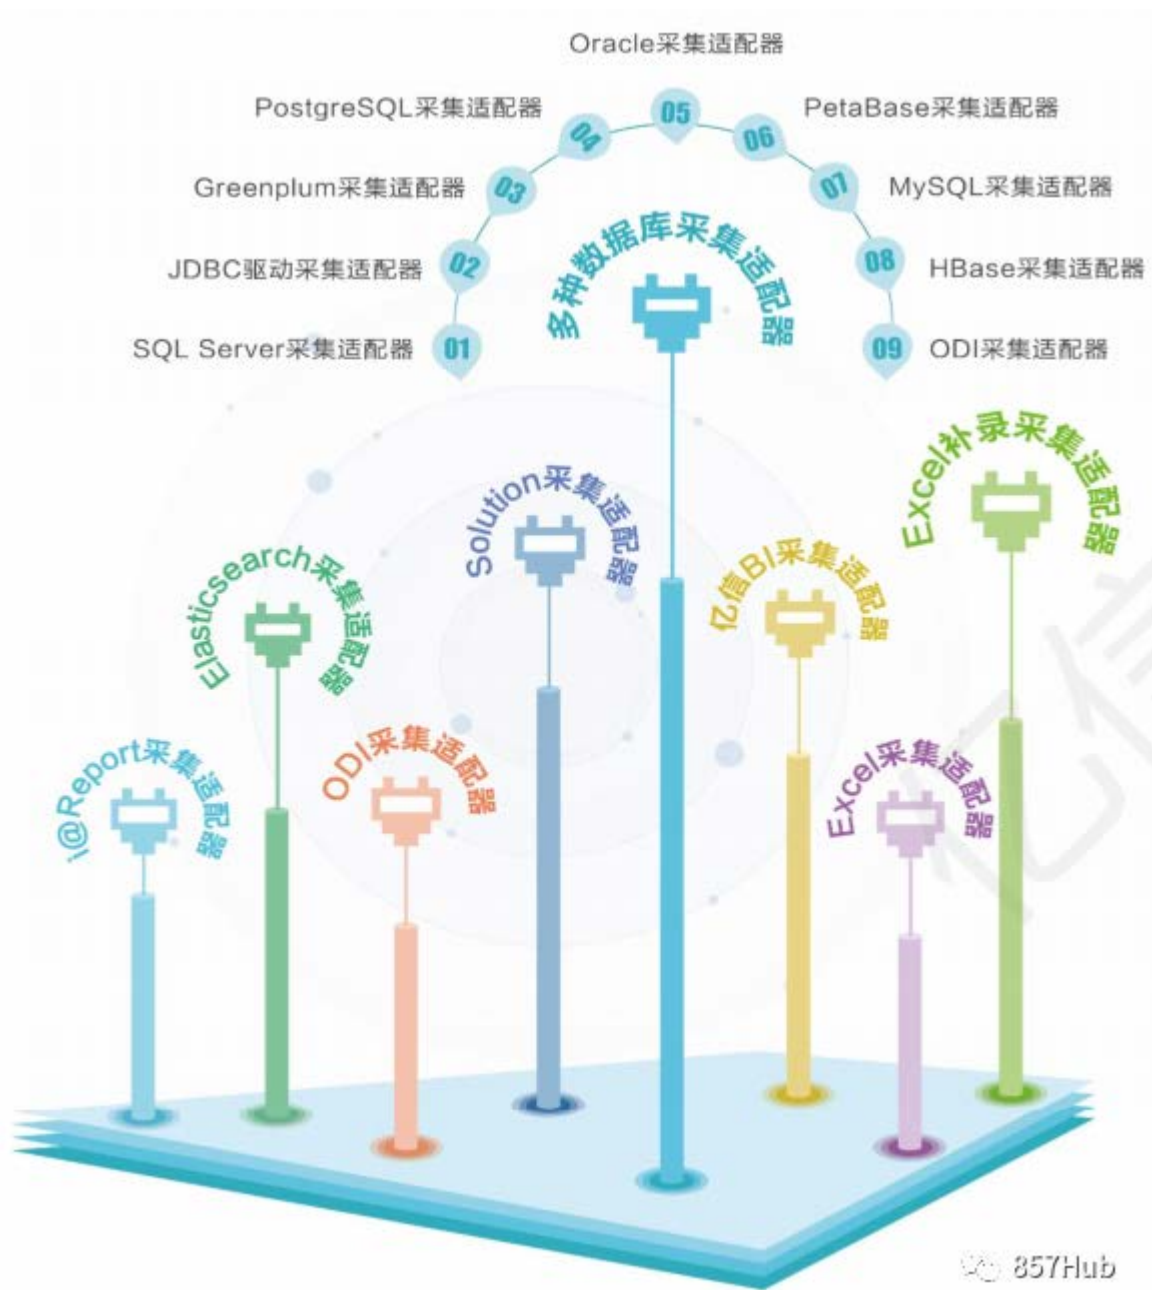 Oracle采集适配器
PostgreSQL采集适配器
04
05
06
PetaBase采集适配器
Greenplum采集适配器
03
07
MySQL采集适配器
JDBC驱动采集适配器
02
08
HBase采集适配器
SQL Server采集适配器
01
09
ODI采集适配器
多种数据库采集适配器
Excel补录采集适配器
Solution采集适配器
亿信BI采集适配器
Elasticsearch采集适配器
i@Report采集适配器
ODI采集适配器
Excel采集适配器
亿信
857Hub